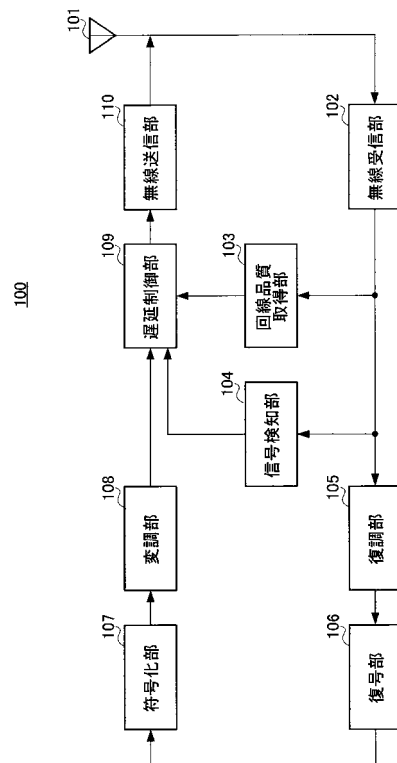 100
101
110
無線送信部
109
遅延制御部
108
変調部
107
符号化部
103
回線品質
取得部
104
信号検知部
102
無線受信部
105
復調部
106
復号部